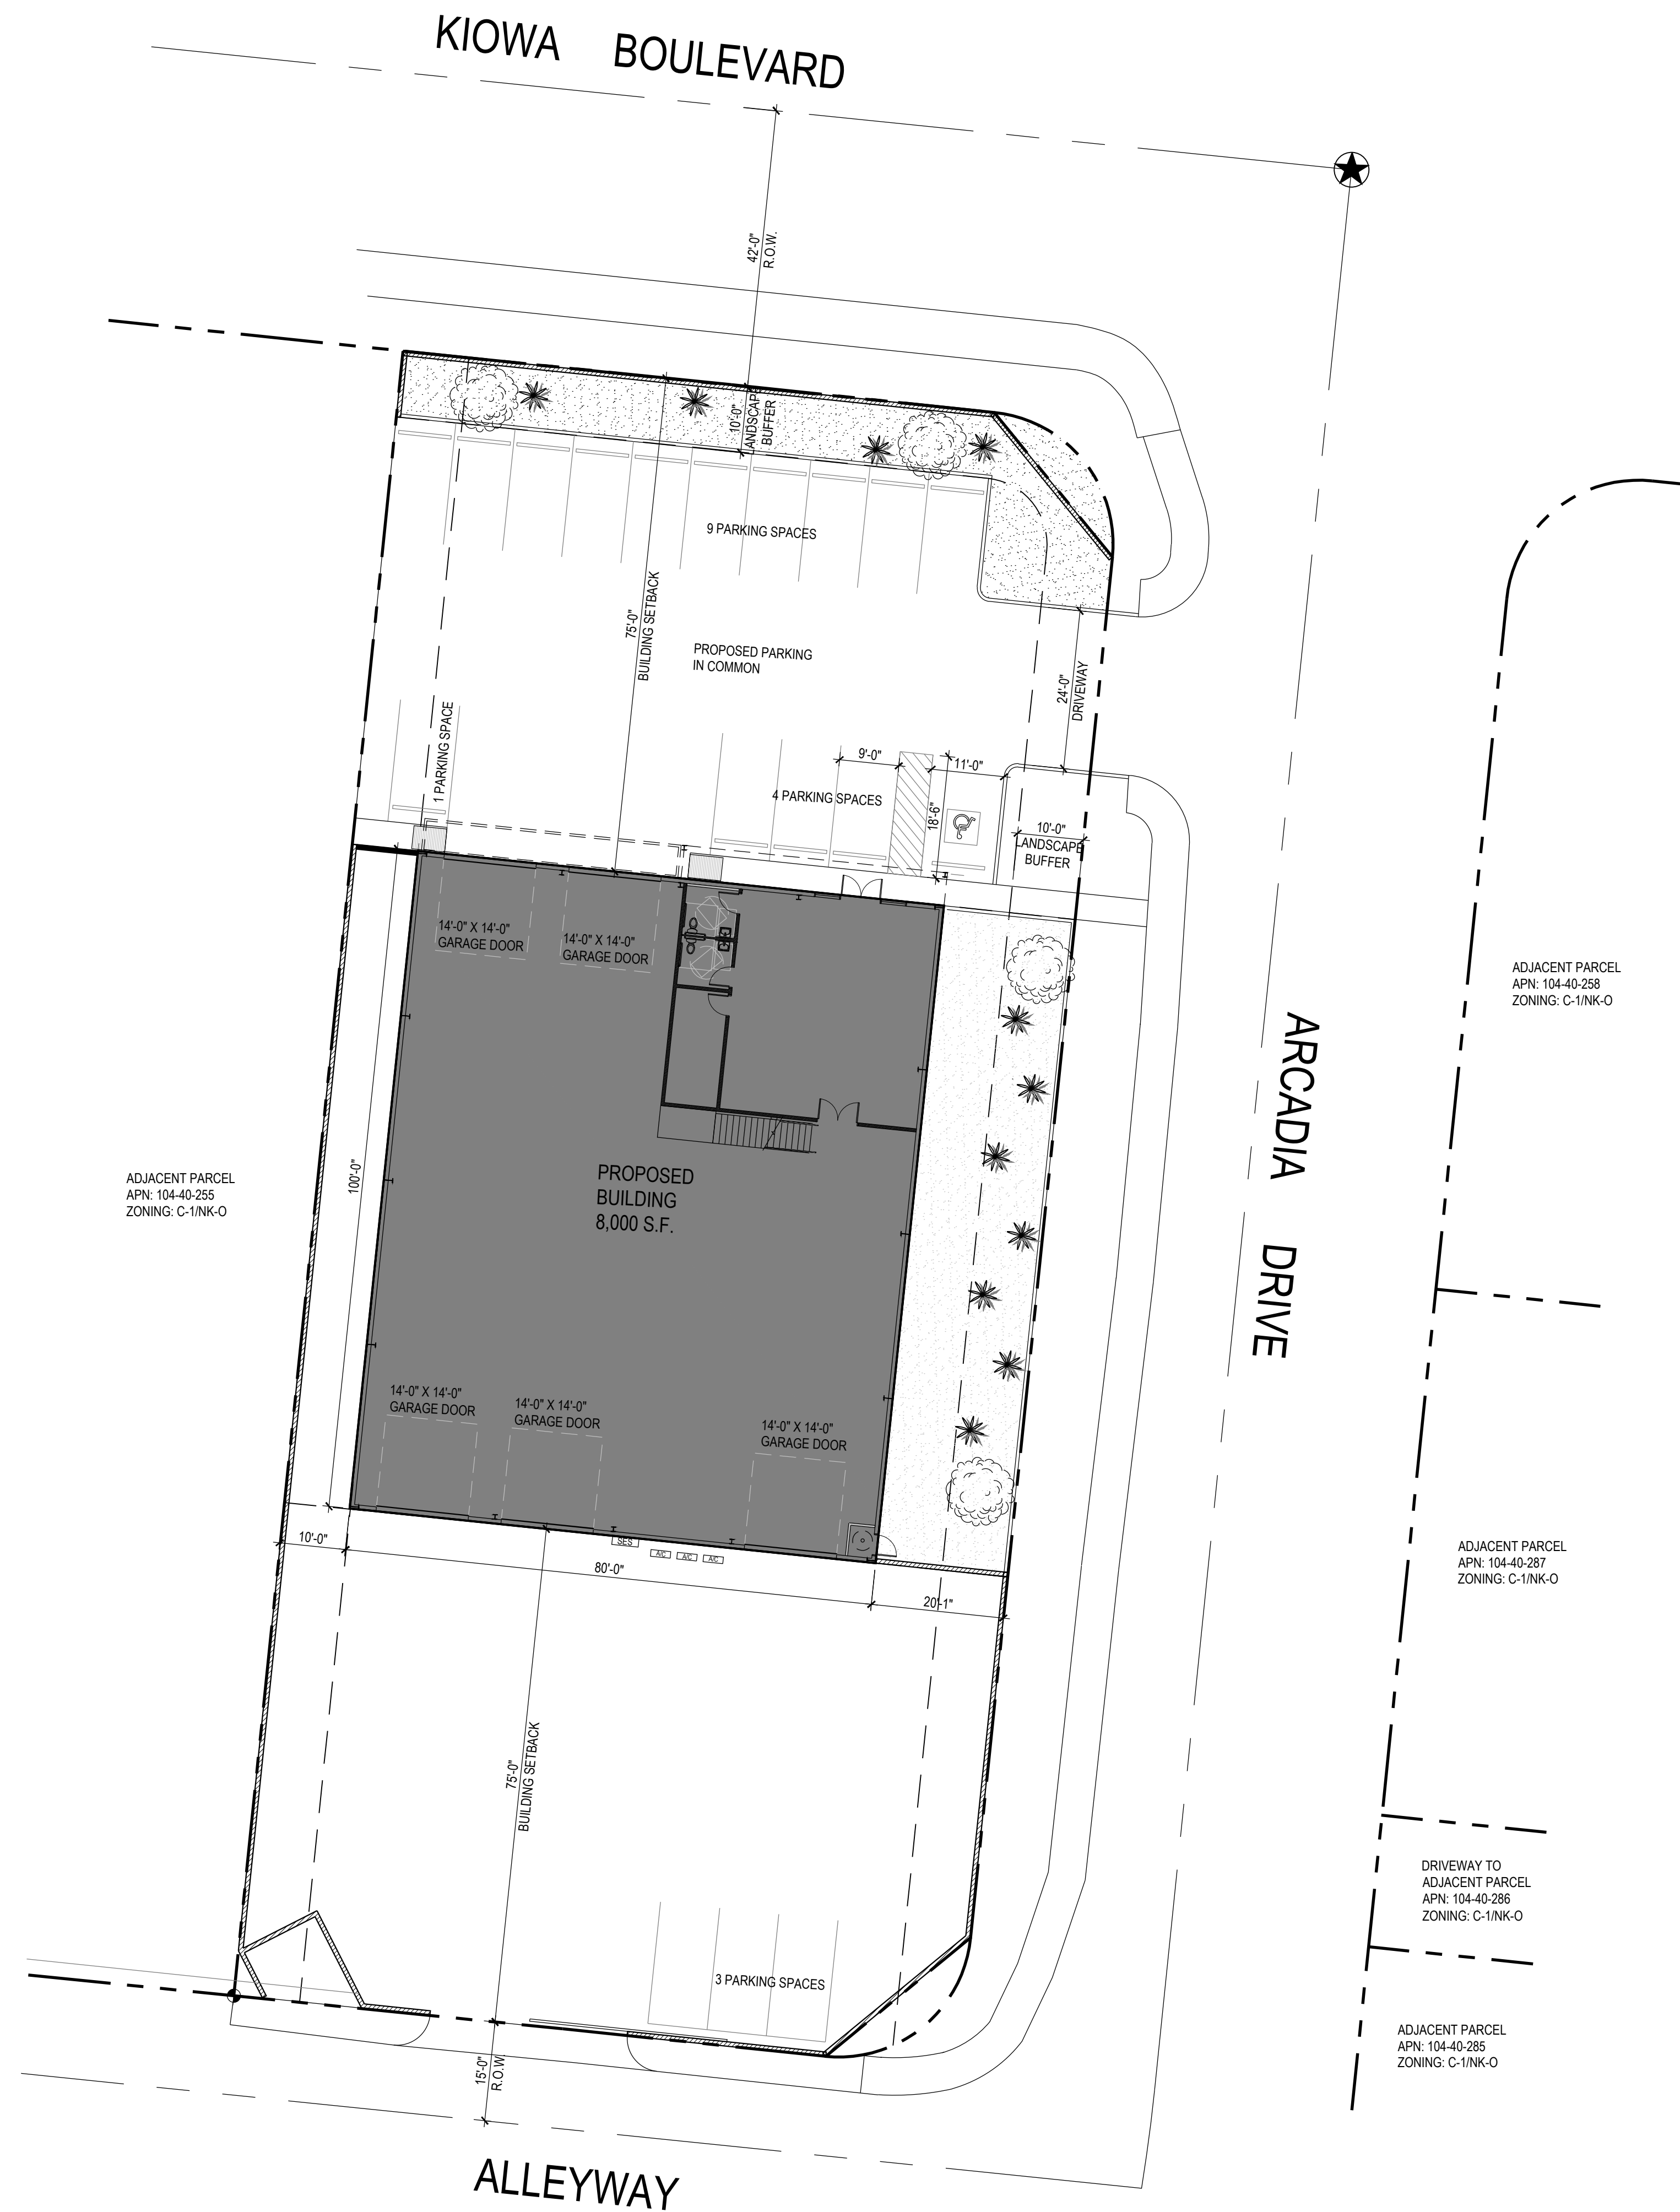 KIOWA BOULEVARD
42'-0"
R.O.W.
10'-0"
LANDSCAPE
BUFFER
9 PARKING SPACES
75'-0"
BUILDING SETBACK
PROPOSED PARKING
IN COMMON
24'-0"
DRIVEWAY
1 PARKING SPACE
9'-0"
11'-0"
4 PARKING SPACES
18'-6"
10'-0"
LANDSCAPE
BUFFER
14'-0" X 14'-0"
GARAGE DOOR
14'-0" X 14'-0"
GARAGE DOOR
ADJACENT PARCEL
APN: 104-40-258
ZONING: C-1/NK-O
ARCADIA DRIVE
100'-0"
ADJACENT PARCEL
APN: 104-40-255
ZONING: C-1/NK-O
PROPOSED
BUILDING
8,000 S.F.
14'-0" X 14'-0"
GARAGE DOOR
14'-0" X 14'-0"
GARAGE DOOR
14'-0" X 14'-0"
GARAGE DOOR
10'-0"
SES
A/C
A/C
A/C
80'-0"
20'-1"
ADJACENT PARCEL
APN: 104-40-287
ZONING: C-1/NK-O
75'-0"
BUILDING SETBACK
DRIVEWAY TO
ADJACENT PARCEL
APN: 104-40-286
ZONING: C-1/NK-O
3 PARKING SPACES
15'-0"
R.O.W.
ADJACENT PARCEL
APN: 104-40-285
ZONING: C-1/NK-O
ALLEYWAY